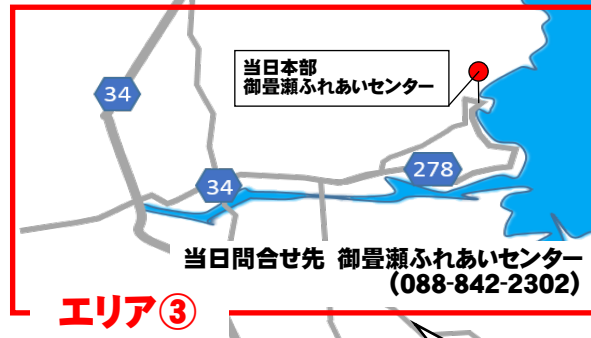 当日本部
御畳瀬ふれあいセンター
34
34
278
当日問合せ先 御畳瀬ふれあいセンター
(088-842-2302)
エリア③